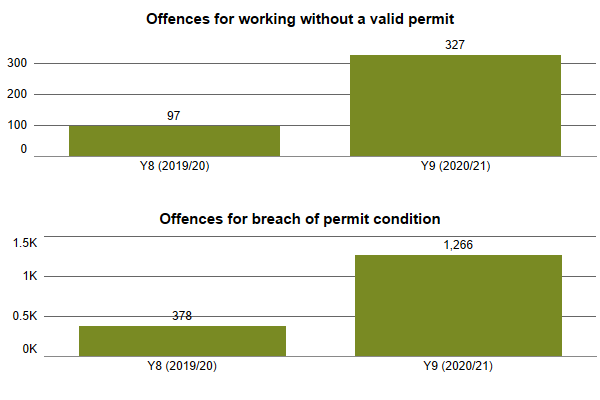 Offences for working without a valid permit
327
300
200
97
100
0
Y8 (2019/20)
Y9 (2020/21)
Offences for breach of permit condition
1.5K
1,266
1K
0.5K
378
0K
Y8 (2019/20)
Y9 (2020/21)